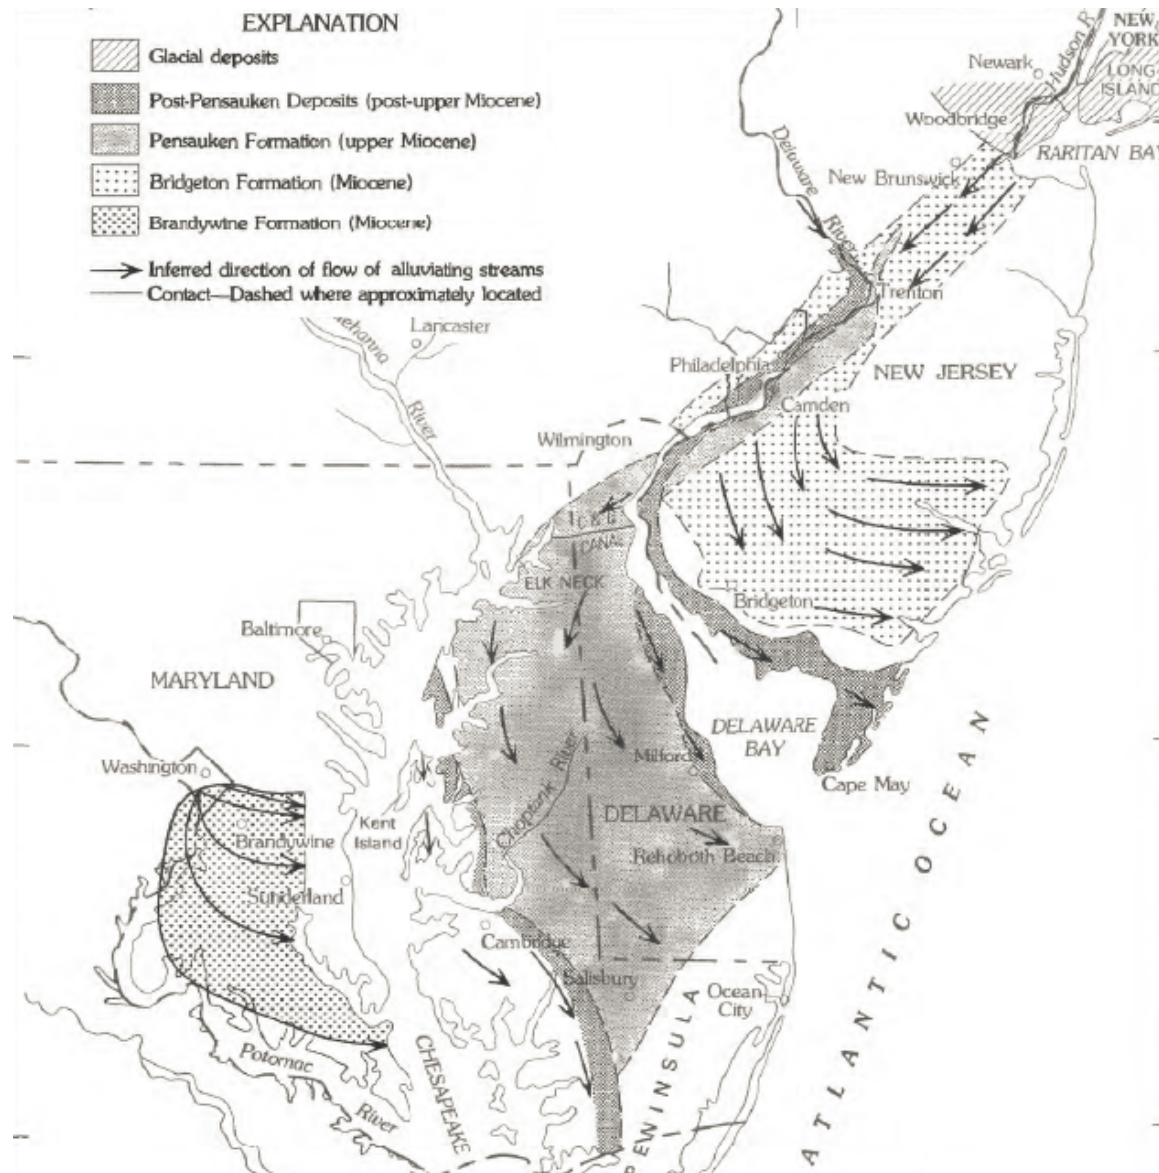 EXPLANATION
Glacial deposits
Post-Pensauken Deposits (post-upper Miocene)
Pensauken Formation (upper Miocene)
Bridgeton Formation (Miocene)
Brandywine Formation (Miocene)
Inferred direction of flow of alluviating streams
Contact—Dashed where approximately located
NEW
YORK
Hudson R
Newark
LONG
ISLAND
Woodbridge
RARITAN BAY
Delaware
River
New Brunswick
Trenton
ehanna
River
Lancaster
Philadelphia
NEW JERSEY
Camden
Wilmington
C & D
CANAL
ELK NECK
Bridgeton
Baltimore
MARYLAND
DELAWARE
BAY
Washington
Choptank River
Milford
Cape May
Kent
Island
Brandywine
DELAWARE
Rehoboth Beach
Sunderland
Cambridge
Salisbury
Ocean
City
ATLANTIC OCEAN
Potomac
River
CHESAPEAKE
PENINSULA